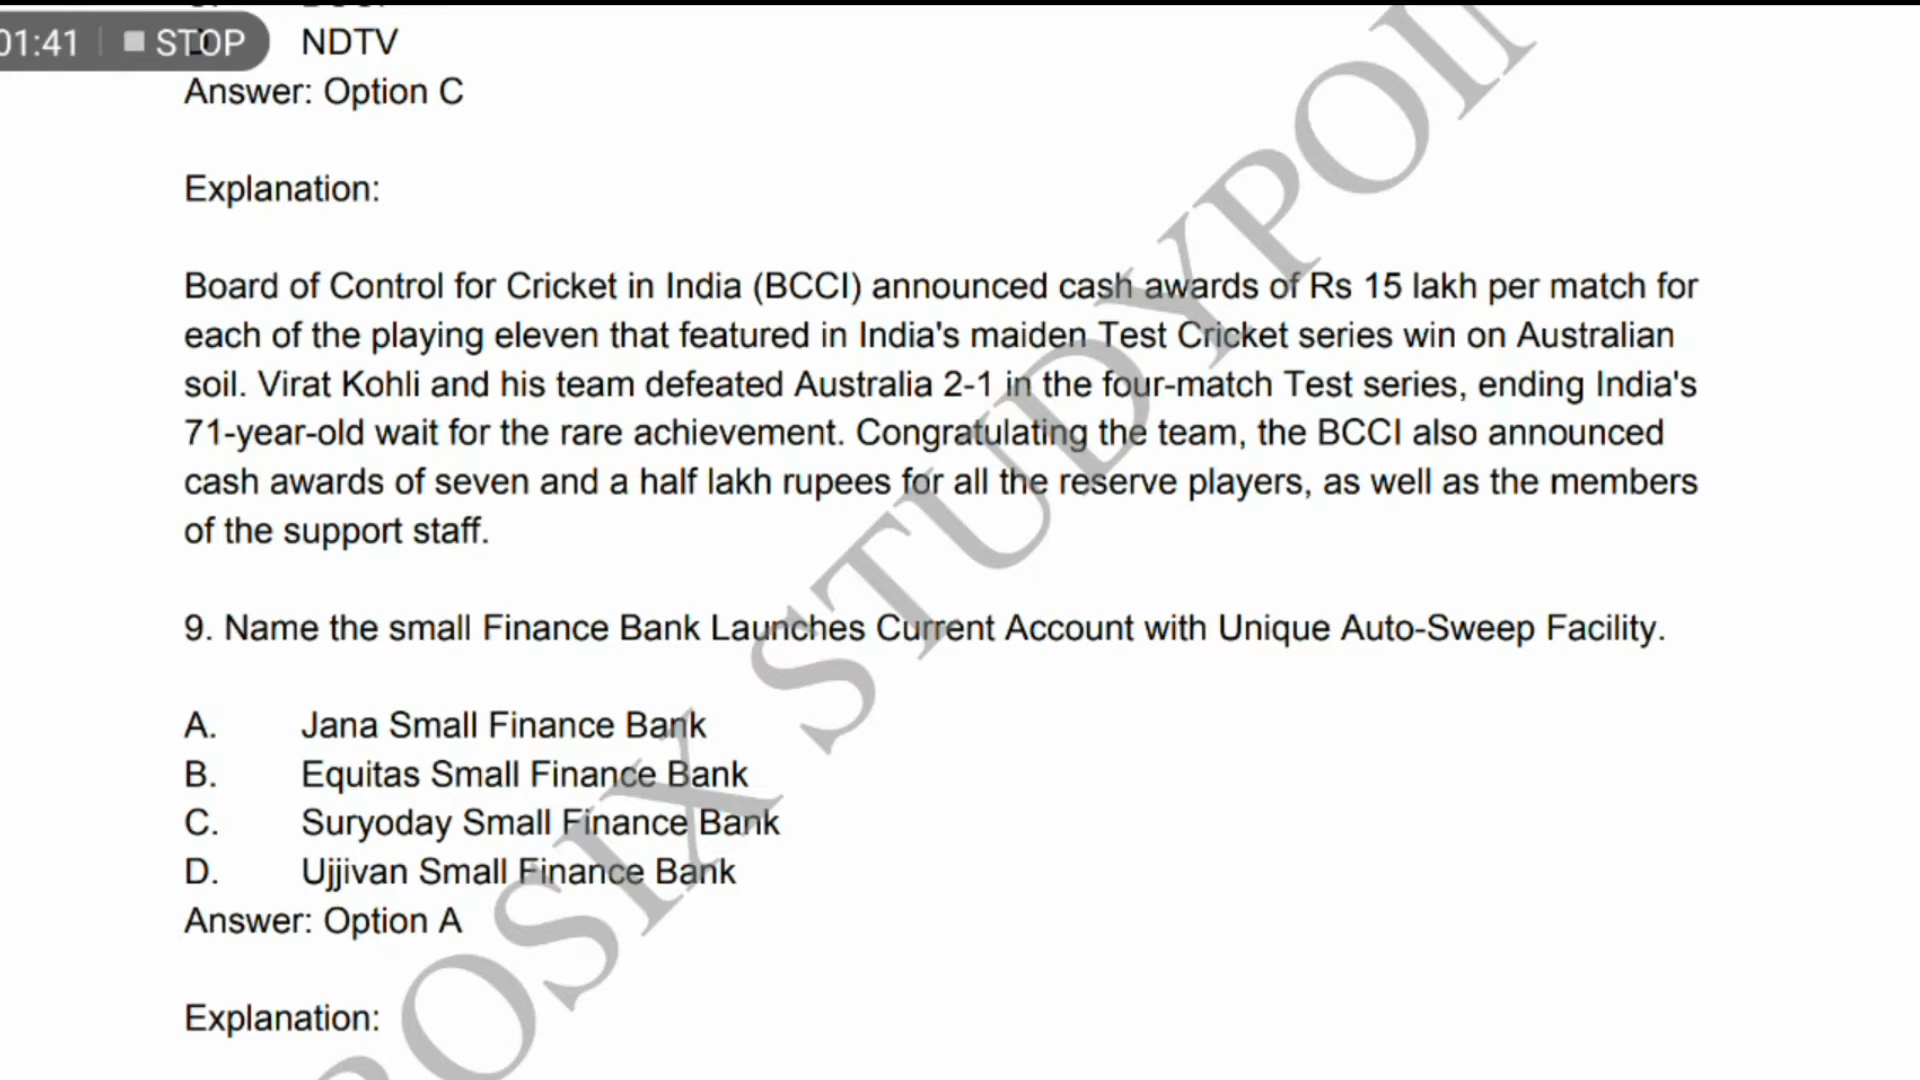 01:41 STOP NDTV
Answer: Option C
Explanation:
Board of Control for Cricket in India (BCCI) announced cash awards of Rs 15 lakh per match for
each of the playing eleven that featured in India's maiden Test Cricket series win on Australian
soil. Virat Kohli and his team defeated Australia 2-1 in the four-match Test series, ending India's
71-year-old wait for the rare achievement. Congratulating the team, the BCCI also announced
cash awards of seven and a half lakh rupees for all the reserve players, as well as the members
of the support staff.
9. Name the small Finance Bank Launches Current Account with Unique Auto-Sweep Facility.
A. Jana Small Finance Bank
B. Equitas Small Finance Bank
C. Suryoday Small Finance Bank
D. Ujjivan Small Finance Bank
Answer: Option A
Explanation:
STUDYPOI